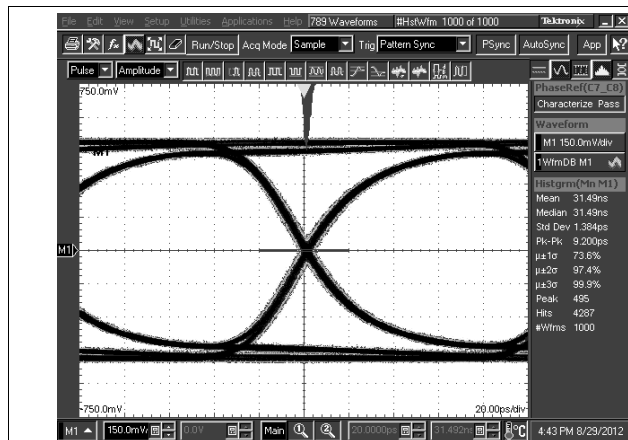 File Edit View Setup Utilities Applications Help 789 Waveforms #HstWfm 1000 of 1000 Tektronix
Run/Stop Acq Mode Sample Trig Pattern Sync PSync AutoSync App
Pulse Amplitude
750.0mV
M1
M1
-750.0mV
20.00ps/div
PhaseRef(C7_C8)
Characterize Pass
Waveform
M1 150.0mV/div
1WfmDB M1
Histgrm(Mn M1)
Mean 31.49ns
Median 31.49ns
Std Dev 1.384ps
Pk-Pk 9.200ps
µ±1σ 73.6%
µ±2σ 97.4%
µ±3σ 99.9%
Peak 495
Hits 4287
#Wfms 1000
M1 150.0mV/ 0.0V Main 1 2 20.0000ps 31.492ns °C 4:43 PM 8/29/2012